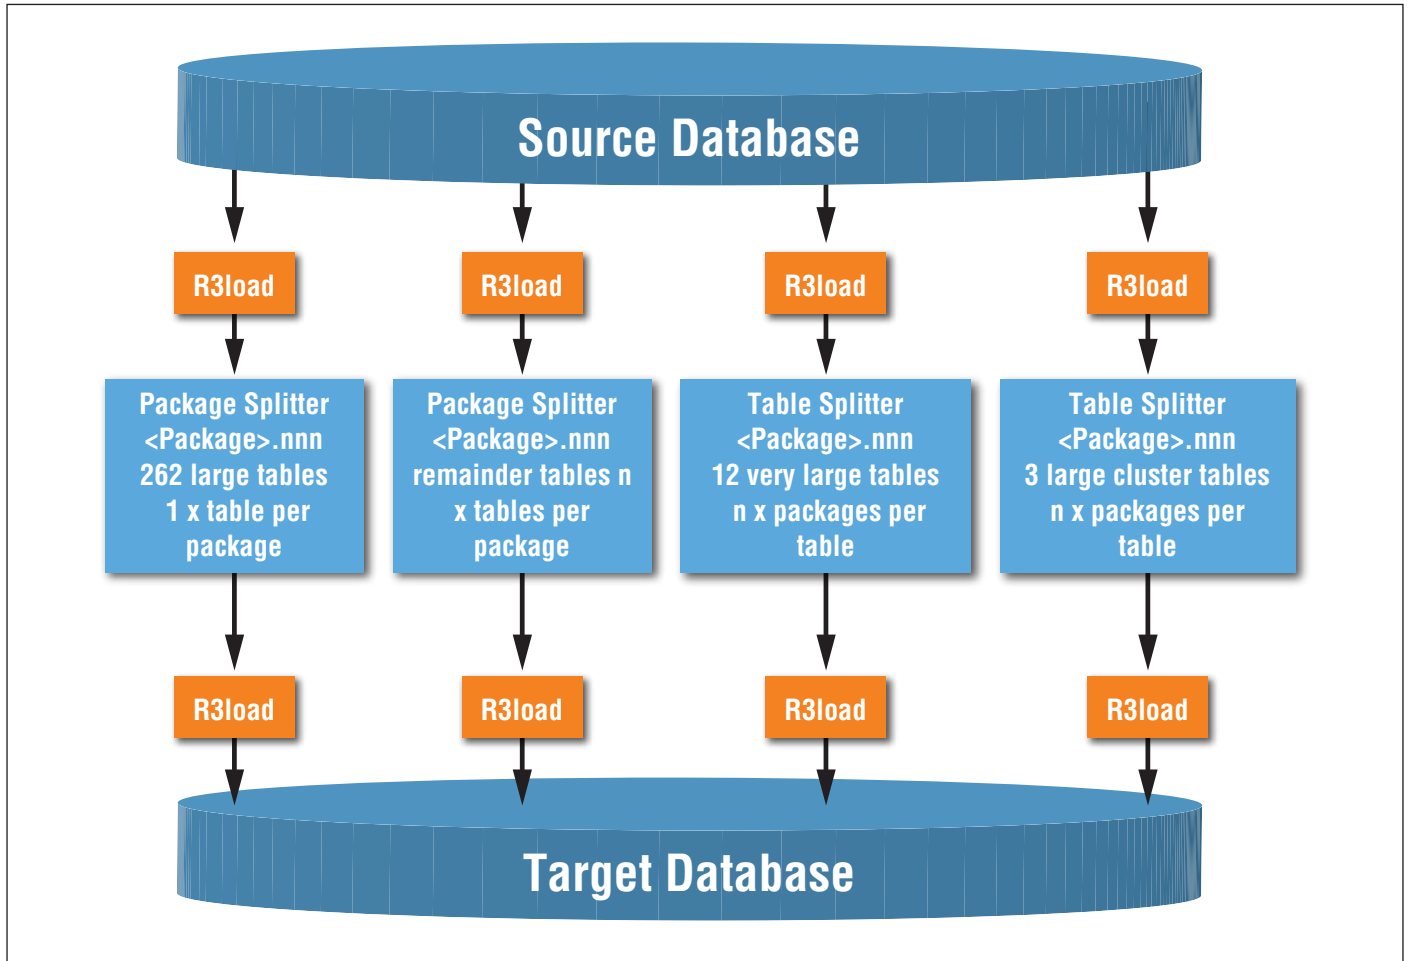 Source Database
R3load
R3load
R3load
R3load
Package Splitter
<Package>.nnn
262 large tables
1 x table per
package
Package Splitter
<Package>.nnn
remainder tables n
x tables per
package
Table Splitter
<Package>.nnn
12 very large tables
n x packages per
table
Table Splitter
<Package>.nnn
3 large cluster tables
n x packages per
table
R3load
R3load
R3load
R3load
Target Database